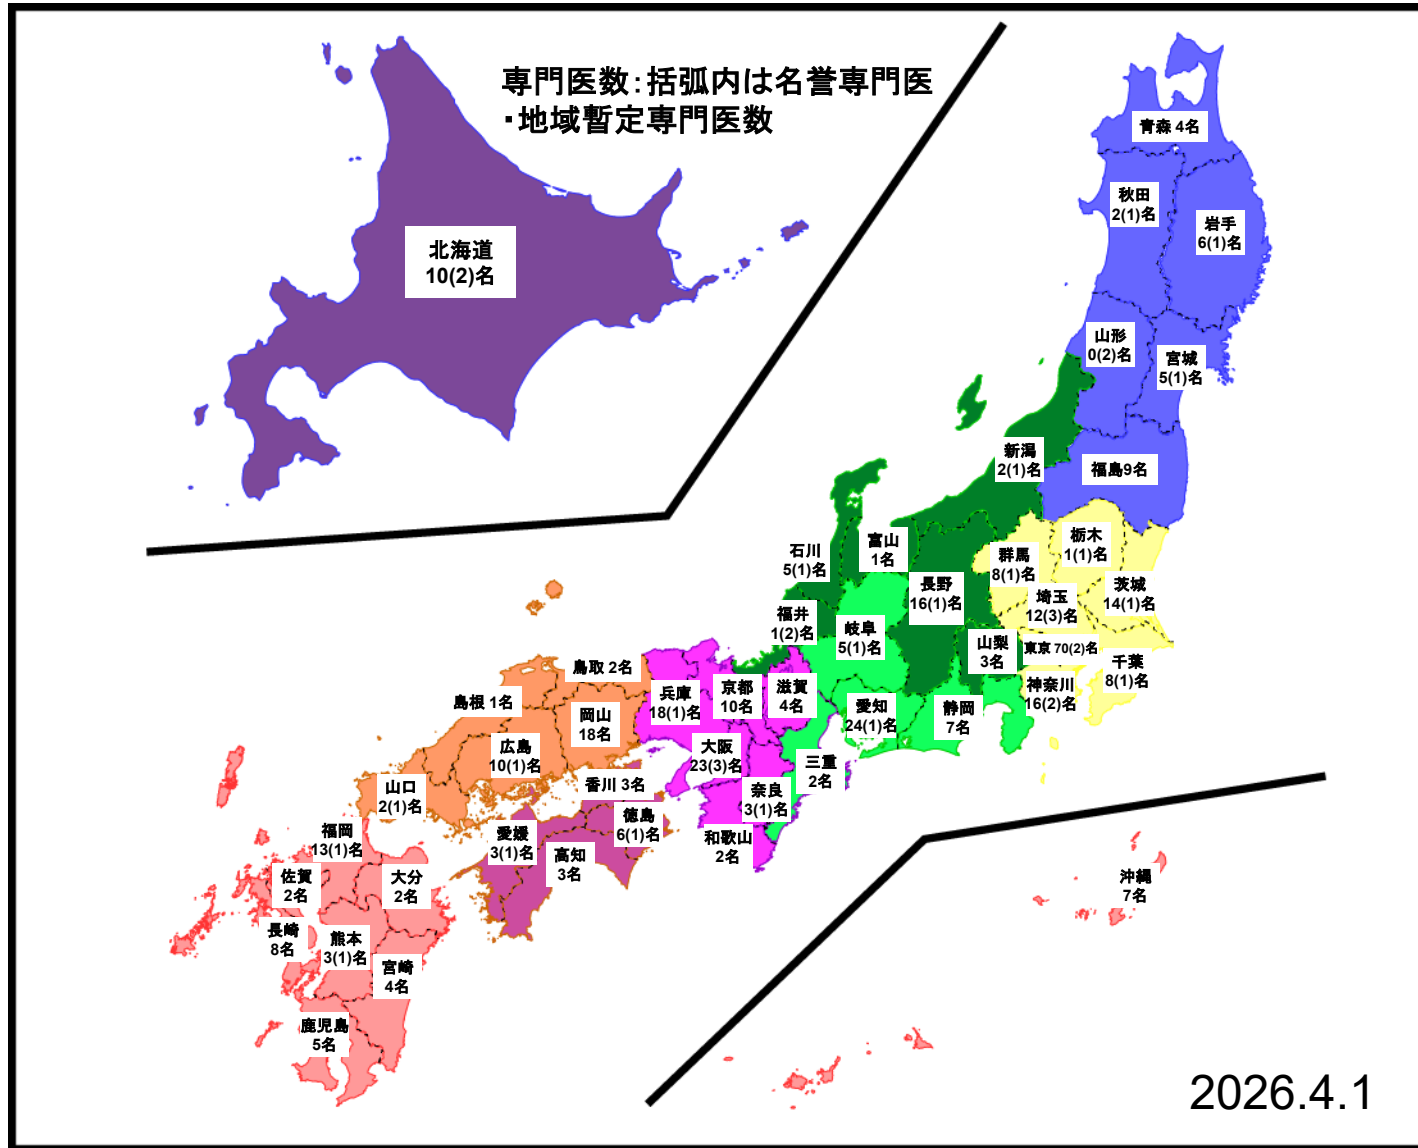 専門医数：括弧内は名誉専門医
・地域暫定専門医数
北海道
10(2)名
青森 4名
秋田
2(1)名
岩手
6(1)名
山形
0(2)名
宮城
5(1)名
福島9名
新潟
2(1)名
富山
1名
石川
5(1)名
福井
1(2)名
長野
16(1)名
山梨
3名
群馬
8(1)名
栃木
1(1)名
茨城
14(1)名
埼玉
12(3)名
東京 70(2)名
千葉
8(1)名
神奈川
16(2)名
岐阜
5(1)名
愛知
24(1)名
静岡
7名
三重
2名
滋賀
4名
京都
10名
兵庫
18(1)名
大阪
23(3)名
奈良
3(1)名
和歌山
2名
鳥取 2名
島根 1名
岡山
18名
広島
10(1)名
山口
2(1)名
香川 3名
徳島
6(1)名
愛媛
3(1)名
高知
3名
福岡
13(1)名
佐賀
2名
大分
2名
長崎
8名
熊本
3(1)名
宮崎
4名
鹿児島
5名
沖縄
7名
2026.4.1